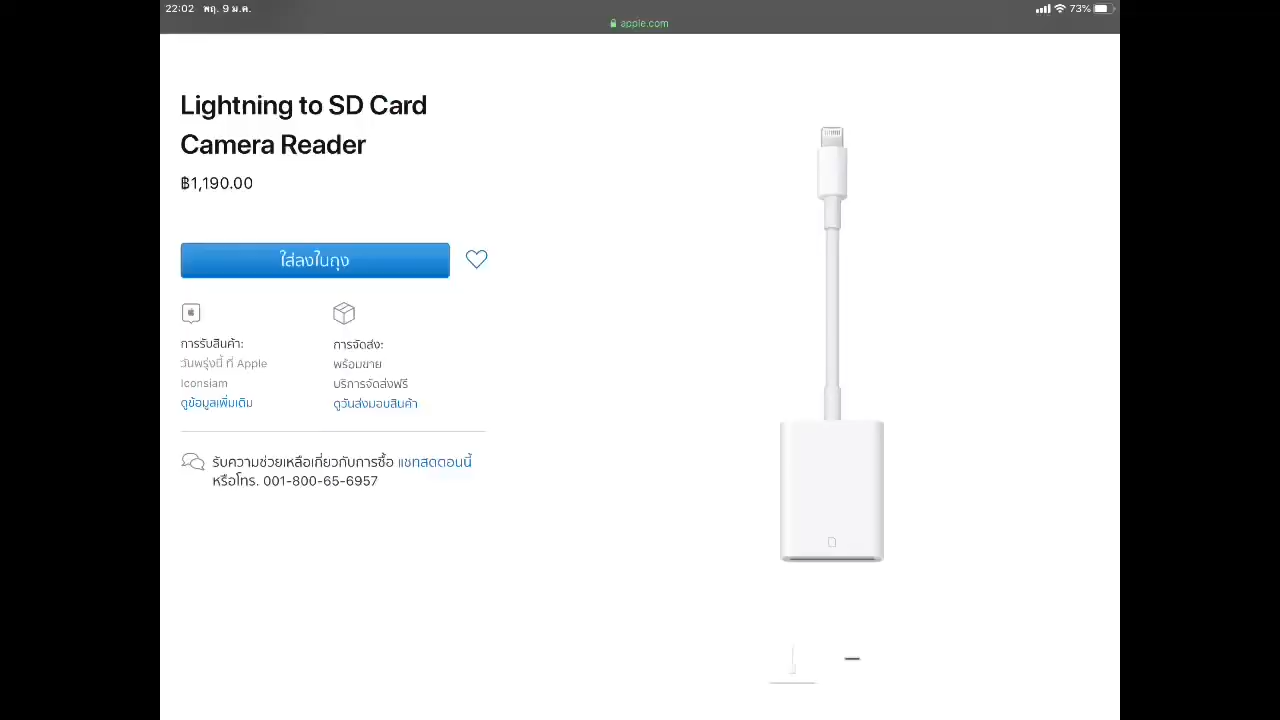 22:02 พฤ. 9 ม.ค.
73%
apple.com
Lightning to SD Card
Camera Reader
฿1,190.00
ใส่ลงในถุง
การรับสินค้า:
วันพรุ่งนี้ ที่ Apple
Iconsiam
ดูข้อมูลเพิ่มเติม
การจัดส่ง:
พร้อมขาย
บริการจัดส่งฟรี
ดูวันส่งมอบสินค้า
รับความช่วยเหลือเกี่ยวกับการซื้อ แชทสดตอนนี้
หรือโทร. 001-800-65-6957